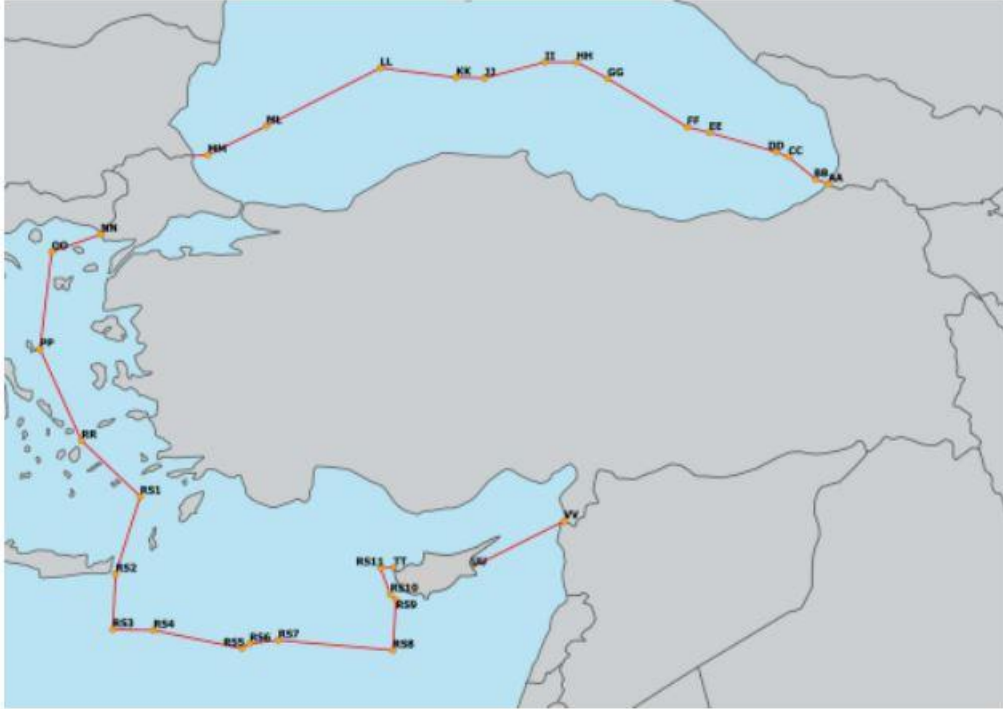 LL
II
HH
KK
JJ
GG
ML
FF
EE
MM
DD
CC
BB
AA
NN
OO
PP
RR
RS1
VV
RS11
TT
UU
RS2
RS10
RS9
RS3
RS4
RS5
RS6
RS7
RS8